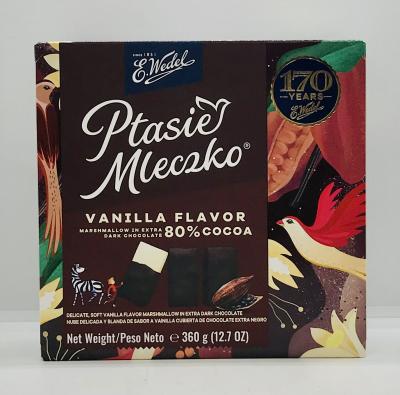 SINCE 1851
E.Wedel
170
YEARS
E.Wedel
Ptasie
Mleczko®
VANILLA FLAVOR
MARSHMALLOW IN EXTRA
DARK CHOCOLATE 80% COCOA
DELICATE, SOFT VANILLA FLAVOR MARSHMALLOW IN EXTRA DARK CHOCOLATE
NUBE DELICADA Y BLANDA DE SABOR A VAINILLA CUBIERTA DE CHOCOLATE EXTRA NEGRO
Net Weight/Peso Neto ℮ 360 g (12.7 OZ)